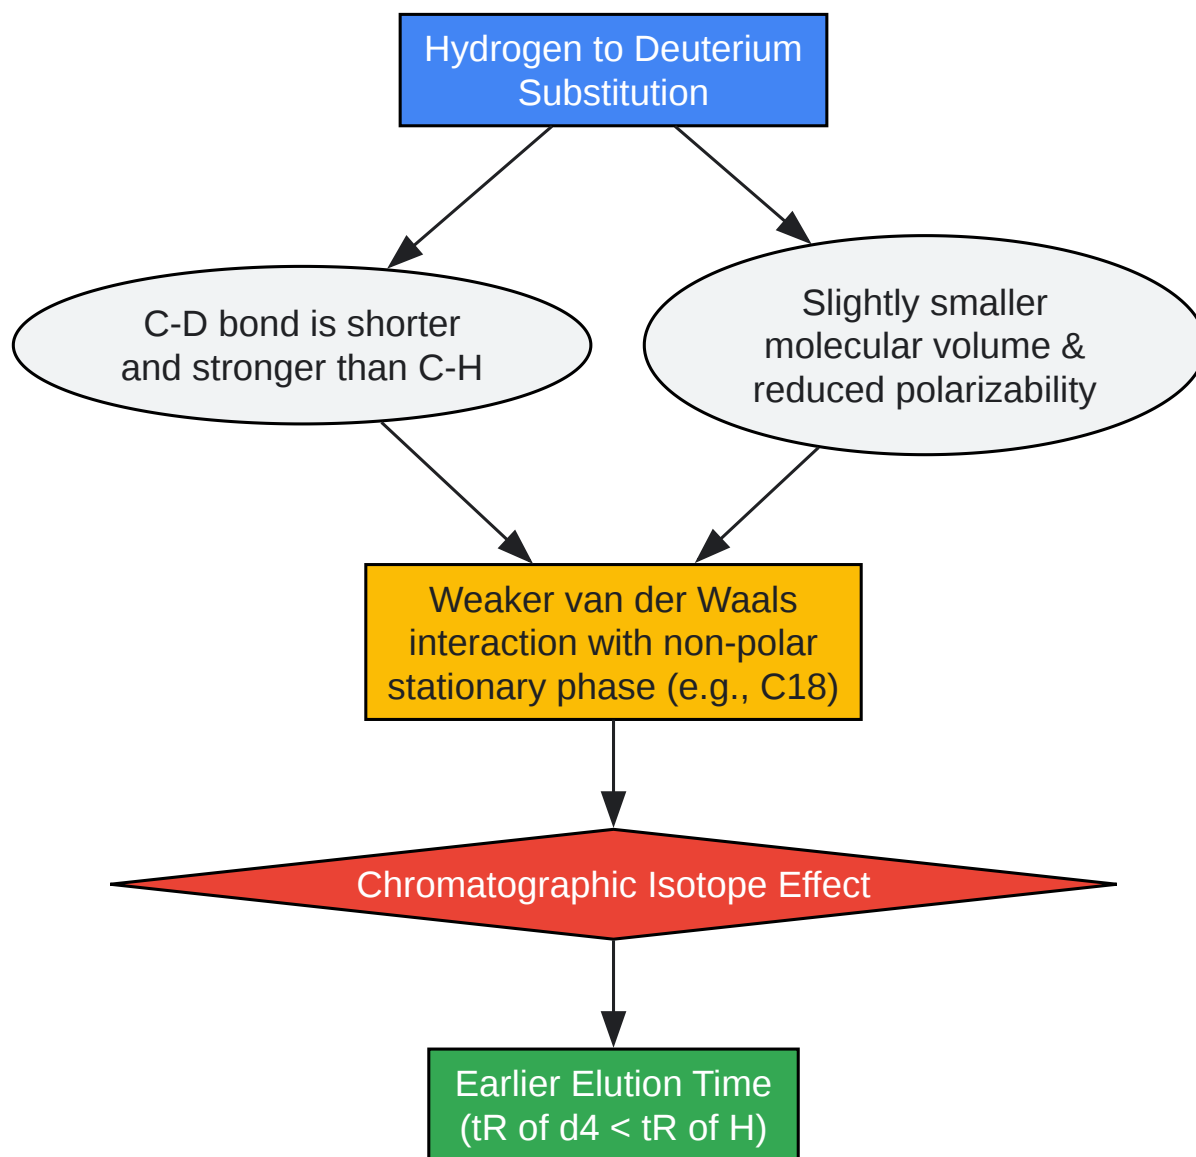 Hydrogen to Deuterium
Substitution
C-D bond is shorter
and stronger than C-H
Slightly smaller
molecular volume &
reduced polarizability
Weaker van der Waals
interaction with non-polar
stationary phase (e.g., C18)
Chromatographic Isotope Effect
Earlier Elution Time
(tR of d4 < tR of H)